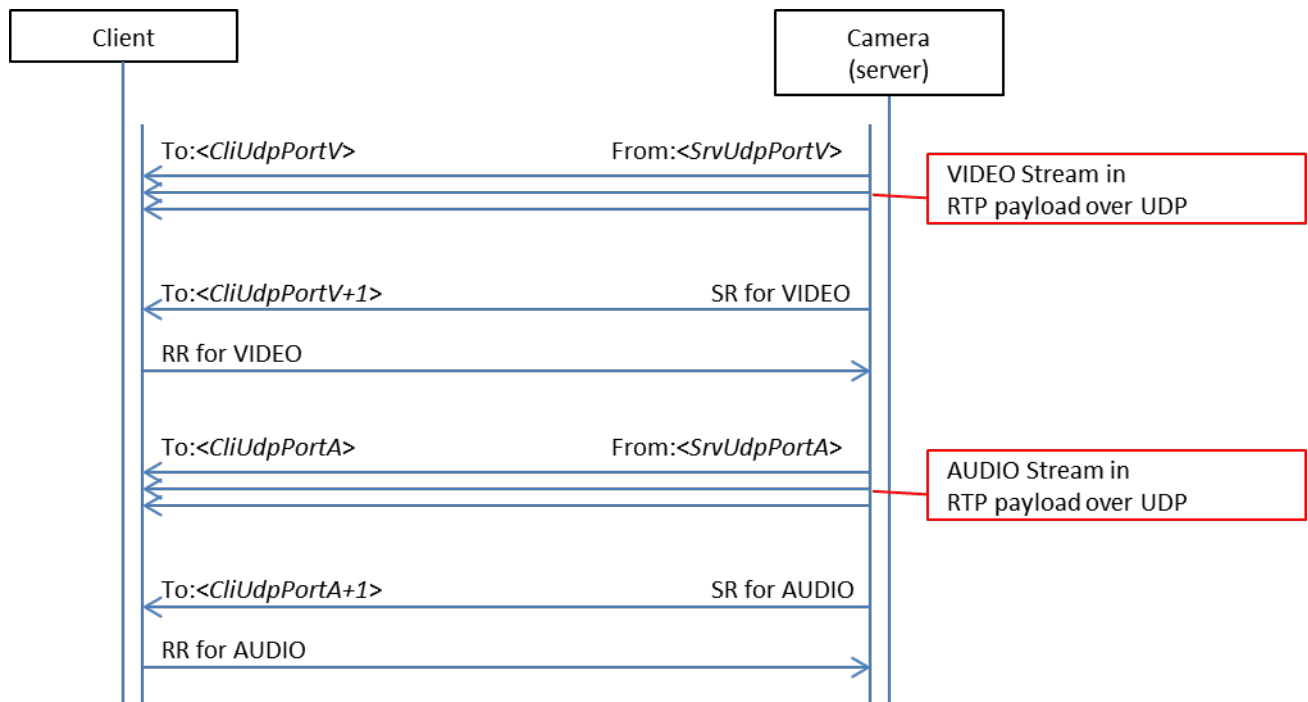 Client
Camera
(server)
To:<CliUdpPortV> From:<SrvUdpPortV>
VIDEO Stream in
RTP payload over UDP
To:<CliUdpPortV+1> SR for VIDEO
RR for VIDEO
To:<CliUdpPortA> From:<SrvUdpPortA>
AUDIO Stream in
RTP payload over UDP
To:<CliUdpPortA+1> SR for AUDIO
RR for AUDIO